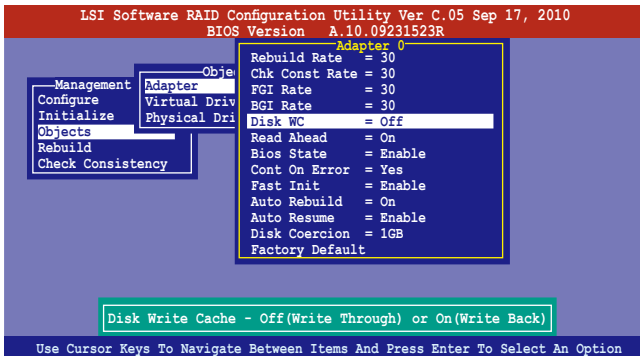 LSI Software RAID Configuration Utility Ver C.05 Sep 17, 2010
BIOS Version A.10.09231523R
Management
Configure
Initialize
Objects
Rebuild
Check Consistency
Obje
Adapter
Virtual Driv
Physical Dri
Adapter 0
Rebuild Rate = 30
Chk Const Rate = 30
FGI Rate = 30
BGI Rate = 30
Disk WC = Off
Read Ahead = On
Bios State = Enable
Cont On Error = Yes
Fast Init = Enable
Auto Rebuild = On
Auto Resume = Enable
Disk Coercion = 1GB
Factory Default
Disk Write Cache - Off(Write Through) or On(Write Back)
Use Cursor Keys To Navigate Between Items And Press Enter To Select An Option